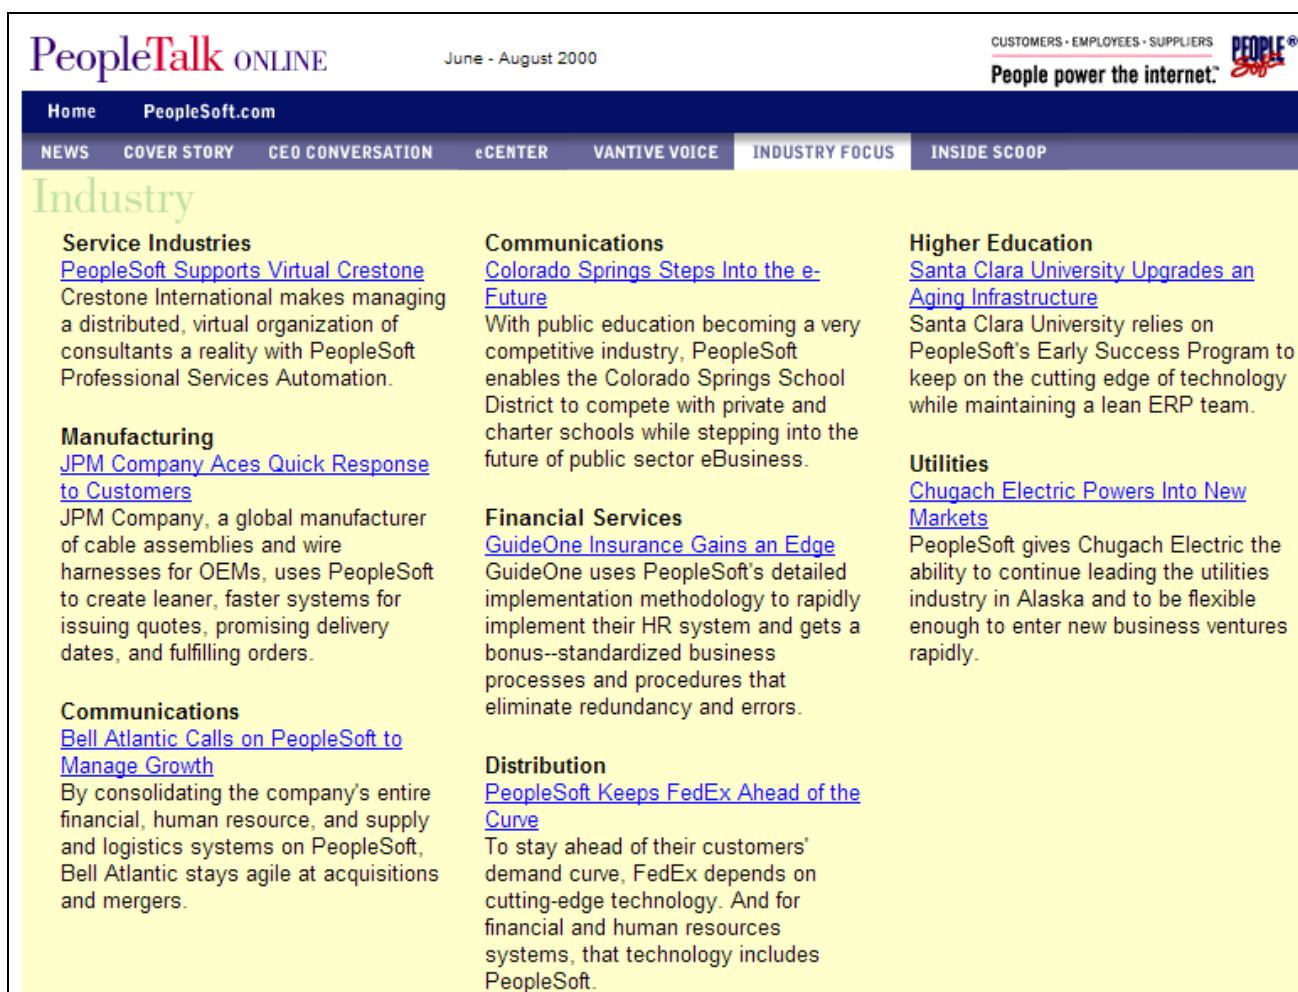 PeopleTalk ONLINE
June - August 2000
CUSTOMERS · EMPLOYEES · SUPPLIERS
People power the internet.™
PEOPLE Soft®
Home PeopleSoft.com
NEWS COVER STORY CEO CONVERSATION eCENTER VANTIVE VOICE INDUSTRY FOCUS INSIDE SCOOP
Industry
Service Industries
PeopleSoft Supports Virtual Crestone
Crestone International makes managing
a distributed, virtual organization of
consultants a reality with PeopleSoft
Professional Services Automation.
Manufacturing
JPM Company Aces Quick Response
to Customers
JPM Company, a global manufacturer
of cable assemblies and wire
harnesses for OEMs, uses PeopleSoft
to create leaner, faster systems for
issuing quotes, promising delivery
dates, and fulfilling orders.
Communications
Bell Atlantic Calls on PeopleSoft to
Manage Growth
By consolidating the company's entire
financial, human resource, and supply
and logistics systems on PeopleSoft,
Bell Atlantic stays agile at acquisitions
and mergers.
Communications
Colorado Springs Steps Into the e-
Future
With public education becoming a very
competitive industry, PeopleSoft
enables the Colorado Springs School
District to compete with private and
charter schools while stepping into the
future of public sector eBusiness.
Financial Services
GuideOne Insurance Gains an Edge
GuideOne uses PeopleSoft's detailed
implementation methodology to rapidly
implement their HR system and gets a
bonus--standardized business
processes and procedures that
eliminate redundancy and errors.
Distribution
PeopleSoft Keeps FedEx Ahead of the
Curve
To stay ahead of their customers'
demand curve, FedEx depends on
cutting-edge technology. And for
financial and human resources
systems, that technology includes
PeopleSoft.
Higher Education
Santa Clara University Upgrades an
Aging Infrastructure
Santa Clara University relies on
PeopleSoft's Early Success Program to
keep on the cutting edge of technology
while maintaining a lean ERP team.
Utilities
Chugach Electric Powers Into New
Markets
PeopleSoft gives Chugach Electric the
ability to continue leading the utilities
industry in Alaska and to be flexible
enough to enter new business ventures
rapidly.